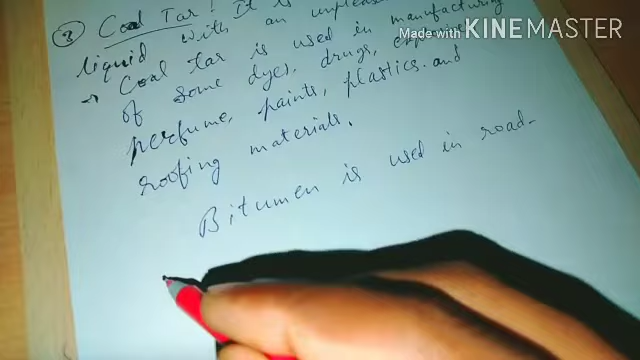 ② Coal Tar : It is
liquid with an unpleasant
→ Coal tar is used in manufacturing
of some dyes, drugs,
perfume, paints, plastics and
roofing materials.
Bitumen is used in road-
Made with KINEMASTER